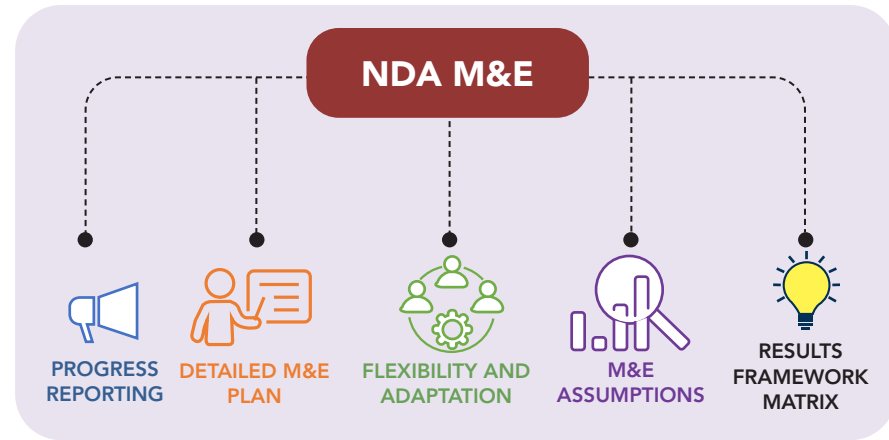 NDA M&E
PROGRESS
REPORTING
DETAILED M&E
PLAN
FLEXIBILITY AND
ADAPTATION
M&E
ASSUMPTIONS
RESULTS
FRAMEWORK
MATRIX